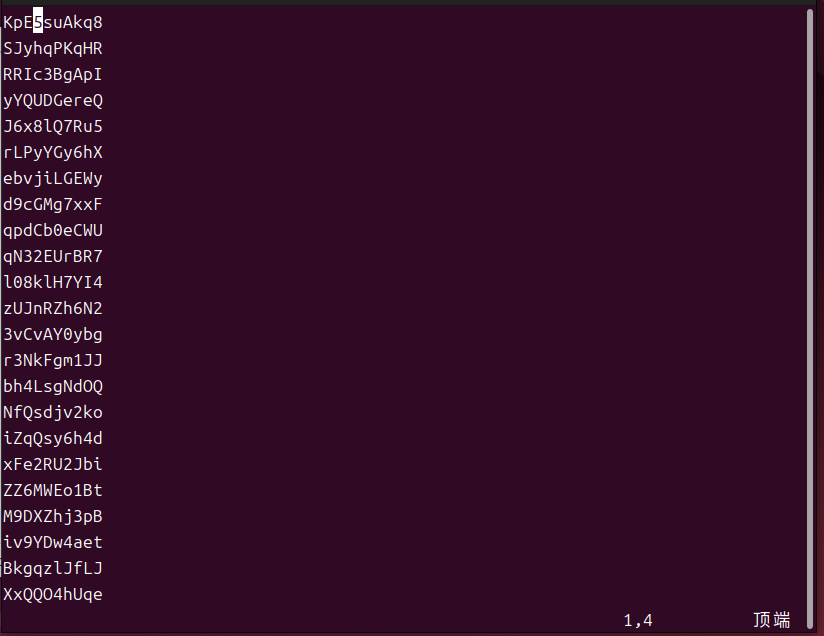 KpE5suAkq8
SJyhqPKqHR
RRIc3BgApI
yYQUDGereQ
J6x8lQ7Ru5
rLPyYGy6hX
ebvjiLGEWy
d9cGMg7xxF
qpdCb0eCWU
qN32EUrBR7
l08klH7YI4
zUJnRZh6N2
3vCvAY0ybg
r3NkFgm1JJ
bh4LsgNdOQ
NfQsdjv2ko
iZqQsy6h4d
xFe2RU2Jbi
ZZ6MWEo1Bt
M9DXZhj3pB
iv9YDw4aet
BkgqzlJfLJ
XxQQO4hUqe
1,4 顶端